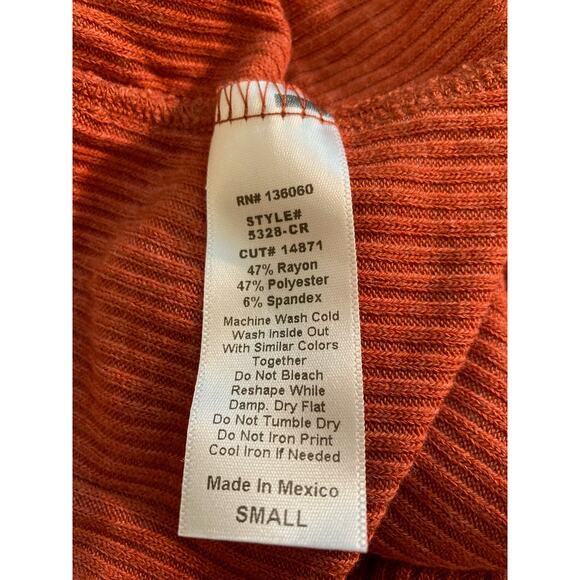 RN# 136060
STYLE#
5328-CR
CUT# 14871
47% Rayon
47% Polyester
6% Spandex
Machine Wash Cold
Wash Inside Out
With Similar Colors
Together
Do Not Bleach
Reshape While
Damp. Dry Flat
Do Not Tumble Dry
Do Not Iron Print
Cool Iron If Needed
Made In Mexico
SMALL